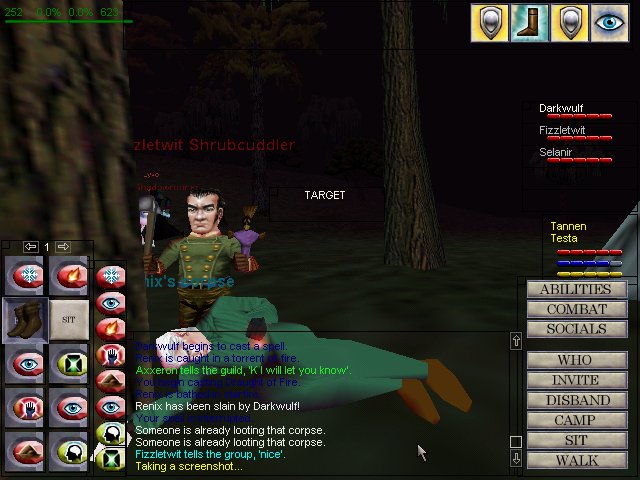 252 0.0% 0.0% 623
Darkwulf
Fizzletwit
zzletwit Shrubcuddler
Selanir
TARGET
Tannen
Testa
1
nix's corpse
SIT
ABILITIES
COMBAT
SOCIALS
WHO
INVITE
DISBAND
CAMP
SIT
WALK
Darkwulf begins to cast a spell.
Renix is caught in a torrent of fire.
Axxeron tells the guild, 'K I will let you know'.
You begin casting Draught of Fire.
Renix has been slain by Darkwulf!
Someone is already looting that corpse.
Someone is already looting that corpse.
Fizzletwit tells the group, 'nice'.
Taking a screenshot...